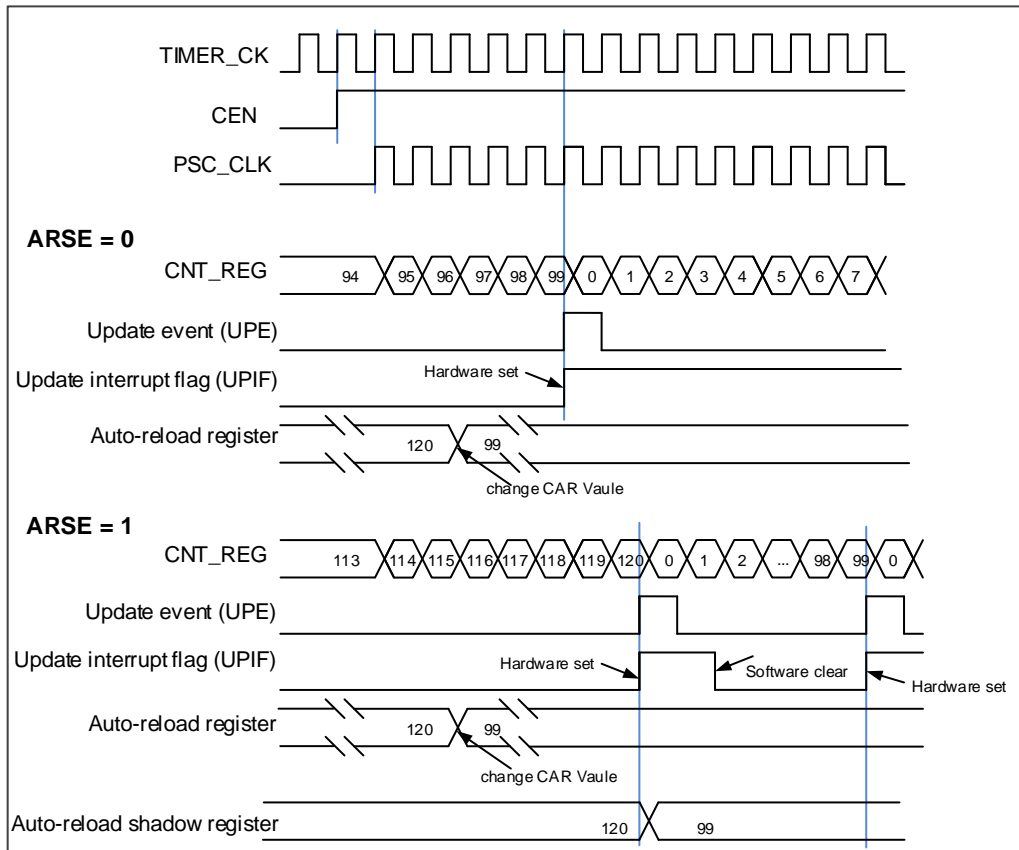 TIMER_CK
CEN
PSC_CLK
ARSE = 0
CNT_REG 94 95 96 97 98 99 0 1 2 3 4 5 6 7
Update event (UPE)
Update interrupt flag (UPIF) Hardware set
Auto-reload register 120 99
change CAR Vaule
ARSE = 1
CNT_REG 113 114 115 116 117 118 119 120 0 1 2 ... 98 99 0
Update event (UPE)
Update interrupt flag (UPIF) Hardware set Software clear Hardware set
Auto-reload register 120 99
change CAR Vaule
Auto-reload shadow register 120 99